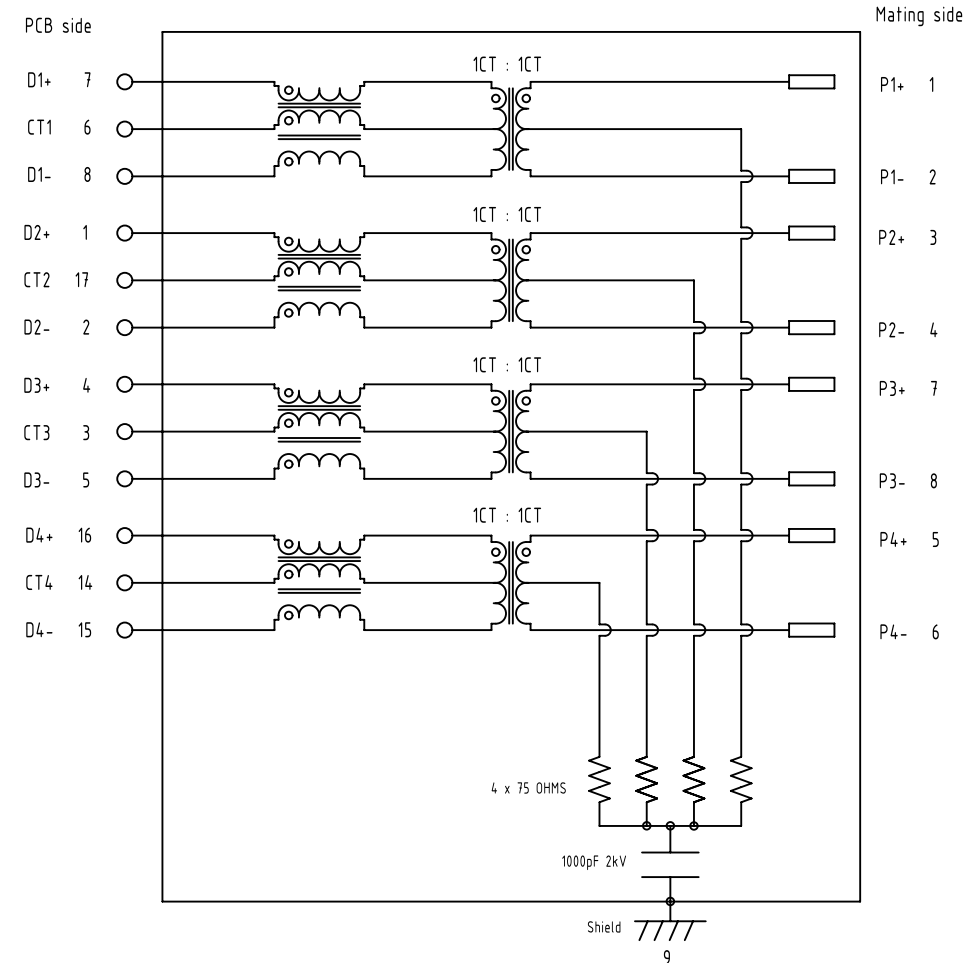 PCB side
Mating side
1CT : 1CT
D1+ 7
P1+ 1
CT1 6
D1- 8
P1- 2
1CT : 1CT
D2+ 1
P2+ 3
CT2 17
D2- 2
P2- 4
1CT : 1CT
D3+ 4
P3+ 7
CT3 3
D3- 5
P3- 8
1CT : 1CT
D4+ 16
P4+ 5
CT4 14
D4- 15
P4- 6
4 x 75 OHMS
1000pF 2kV
Shield
9